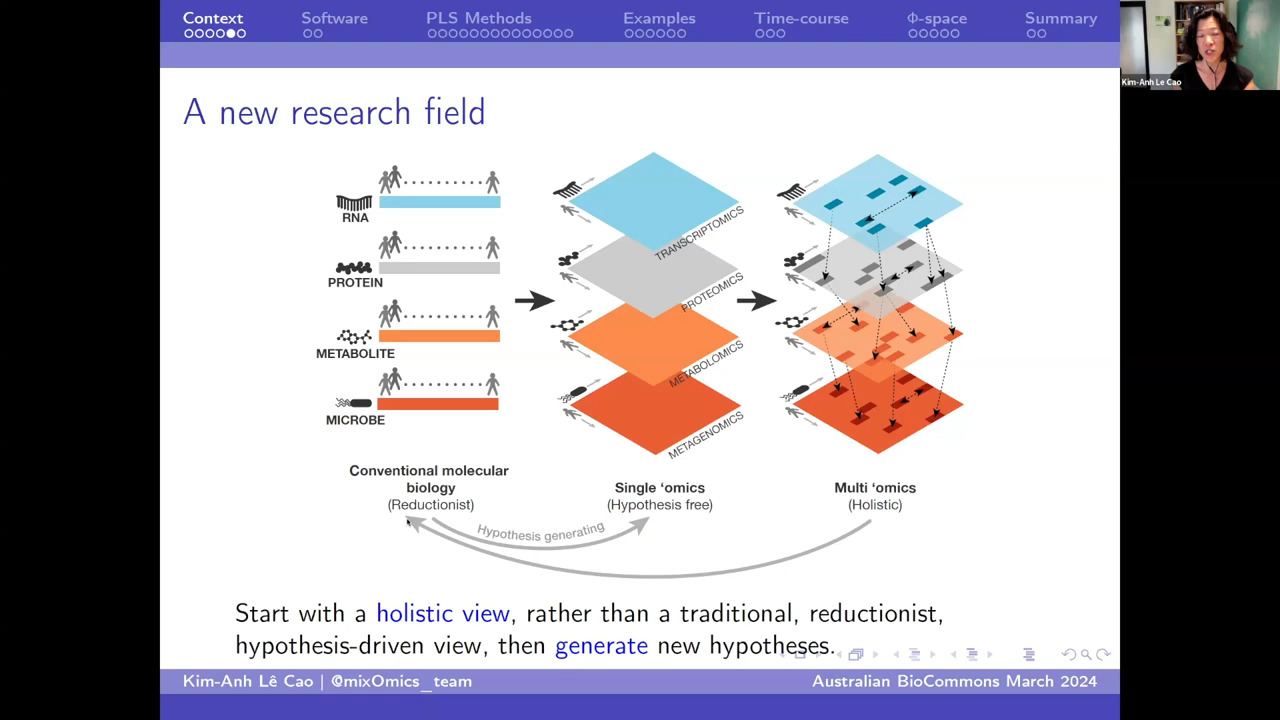 Context Software PLS Methods Examples Time-course Φ-space Summary
Kim-Anh Le Cao
A new research field
RNA
PROTEIN
METABOLITE
MICROBE
TRANSCRIPTOMICS
PROTEOMICS
METABOLOMICS
METAGENOMICS
Conventional molecular
biology
(Reductionist)
Single ‘omics
(Hypothesis free)
Multi ‘omics
(Holistic)
Hypothesis generating
Start with a holistic view, rather than a traditional, reductionist,
hypothesis-driven view, then generate new hypotheses.
Kim-Anh Lê Cao | @mixOmics_team
Australian BioCommons March 2024